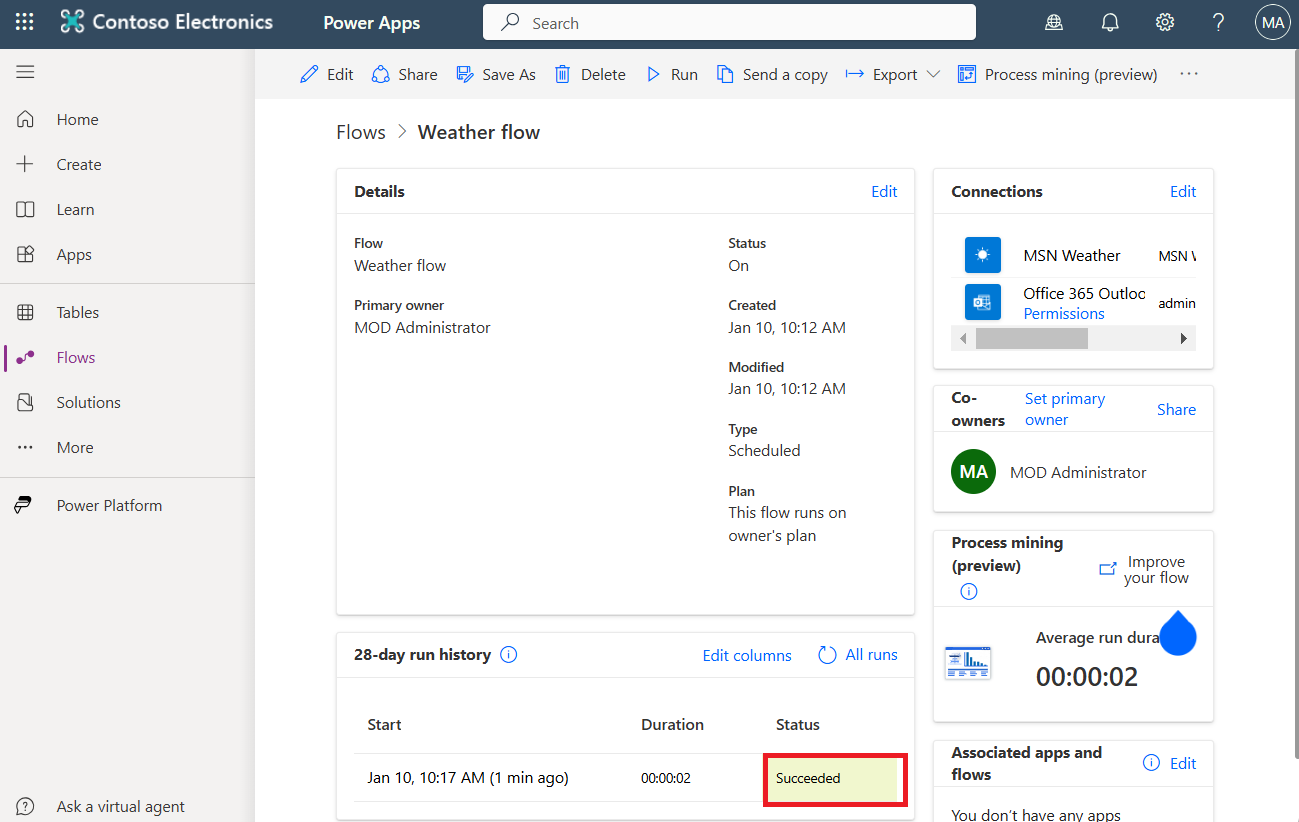 Contoso Electronics
Power Apps
Search
MA
Edit
Share
Save As
Delete
Run
Send a copy
Export
Process mining (preview)
Home
Create
Learn
Apps
Tables
Flows
Solutions
More
Power Platform
Ask a virtual agent
Flows > Weather flow
Details
Edit
Flow
Weather flow
Primary owner
MOD Administrator
Status
On
Created
Jan 10, 10:12 AM
Modified
Jan 10, 10:12 AM
Type
Scheduled
Plan
This flow runs on
owner's plan
28-day run history
Edit columns
All runs
Start Duration Status
Jan 10, 10:17 AM (1 min ago) 00:00:02 Succeeded
Connections
Edit
MSN Weather MSN
Office 365 Outloo
Permissions
admin
Co-
owners
Set primary
owner
Share
MA
MOD Administrator
Process mining
(preview)
Improve
your flow
Average run dura
00:00:02
Associated apps and
flows
Edit
You don't have any apps